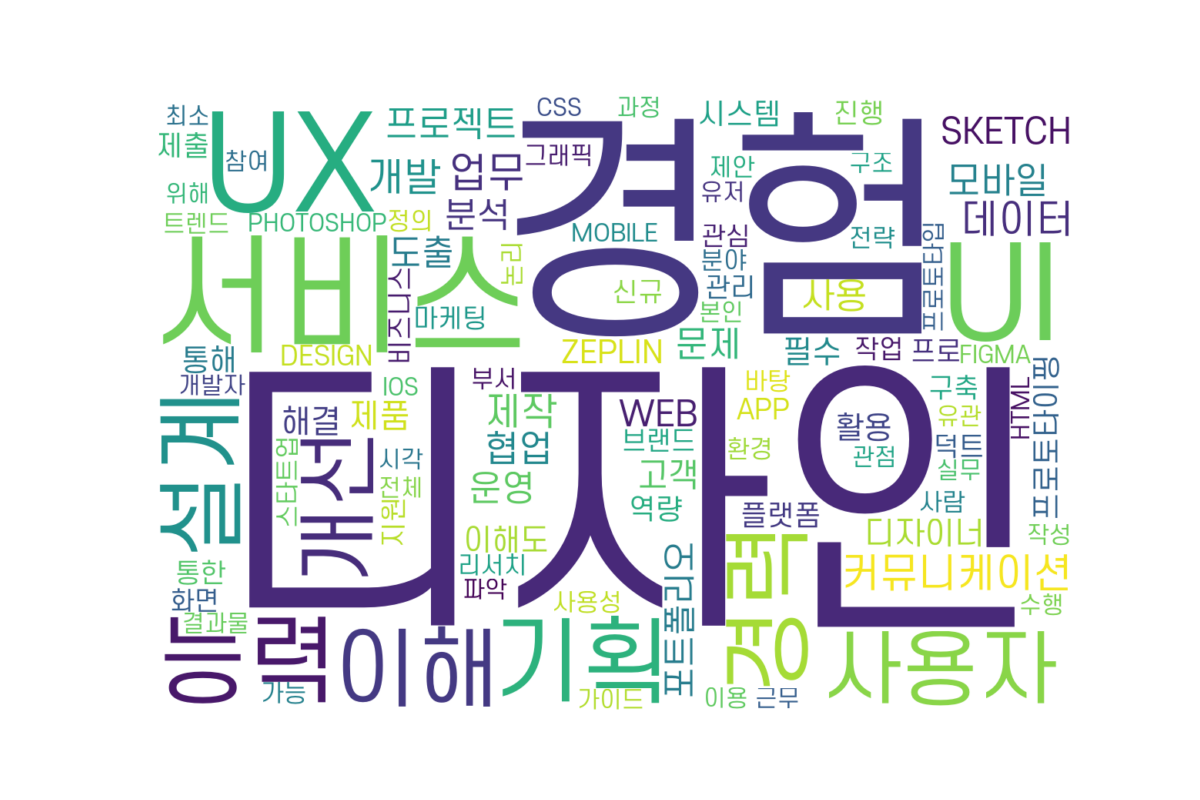 최소
UX
프로젝트
CSS
과정
시스템
진행
SKETCH
제출
참여
개발
업무
그래픽
경험
제안
구조
모바일
위해
트렌드
PHOTOSHOP
정의
분석
유저
데이터
MOBILE
관심
전략
프로토타입
서비스
도출
논리
분야
UI
비즈니스
신규
관리
사용
마케팅
본인
통해
DESIGN
ZEPLIN
문제
필수
작업
프로
FIGMA
개발자
IOS
부서
디자인
바탕
구축
HTML
프로토타이핑
설계
해결
제품
제작
WEB
APP
유관
개선
협업
브랜드
환경
활용
덕트
스타트업
시각
관점
실무
전체
운영
고객
지원
역량
플랫폼
사람
이해도
디자이너
작성
통한
리서치
포트폴리오
경력
커뮤니케이션
화면
파악
사용성
수행
결과물
이력
이해
기획
사용자
가능
가이드
이용
근무